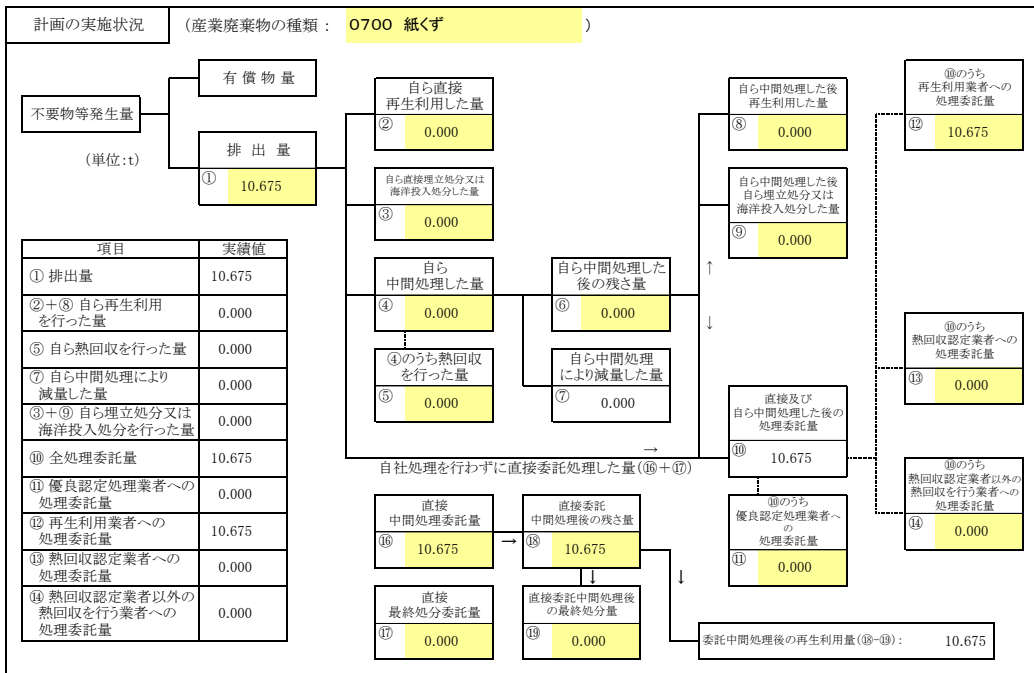 計画の実施状況
（産業廃棄物の種類： 0700 紙くず ）
不要物等発生量
（単位:t）
有償物量
排出量
① 10.675
自ら直接
再生利用した量
② 0.000
自ら直接埋立処分又は
海洋投入処分した量
③ 0.000
自ら
中間処理した量
④ 0.000
④のうち熱回収
を行った量
⑤ 0.000
自ら中間処理した
後の残さ量
⑥ 0.000
自ら中間処理
により減量した量
⑦ 0.000
自ら中間処理した後
再生利用した量
⑧ 0.000
自ら中間処理した後
自ら埋立処分又は
海洋投入処分した量
⑨ 0.000
↑
↓
直接及び
自ら中間処理した後の
処理委託量
⑩ 10.675
⑩のうち
優良認定処理業者へ
の
処理委託量
⑪ 0.000
⑩のうち
再生利用業者への
処理委託量
⑫ 10.675
⑩のうち
熱回収認定業者への
処理委託量
⑬ 0.000
⑩のうち
熱回収認定業者以外の
熱回収を行う業者への
処理委託量
⑭ 0.000
→
自社処理を行わずに直接委託処理した量(⑯＋⑰)
直接
中間処理委託量
⑯ 10.675
→
直接委託
中間処理後の残さ量
⑱ 10.675
↓
↓
直接
最終処分委託量
⑰ 0.000
直接委託中間処理後
の最終処分量
⑲ 0.000
委託中間処理後の再生利用量(⑱-⑲)： 10.675
項目 実績値
① 排出量 10.675
②＋⑧ 自ら再生利用
を行った量 0.000
⑤ 自ら熱回収を行った量 0.000
⑦ 自ら中間処理により
減量した量 0.000
③＋⑨ 自ら埋立処分又は
海洋投入処分を行った量 0.000
⑩ 全処理委託量 10.675
⑪ 優良認定処理業者への
処理委託量 0.000
⑫ 再生利用業者への
処理委託量 10.675
⑬ 熱回収認定業者への
処理委託量 0.000
⑭ 熱回収認定業者以外の
熱回収を行う業者への
処理委託量 0.000